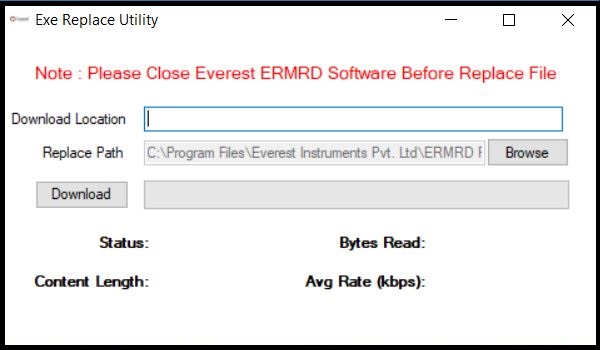 Exe Replace Utility
Note : Please Close Everest ERMRD Software Before Replace File
Download Location
Replace Path C:\Program Files\Everest Instruments Pvt. Ltd\ERMRD Browse
Download
Status: Bytes Read:
Content Length: Avg Rate (kbps):